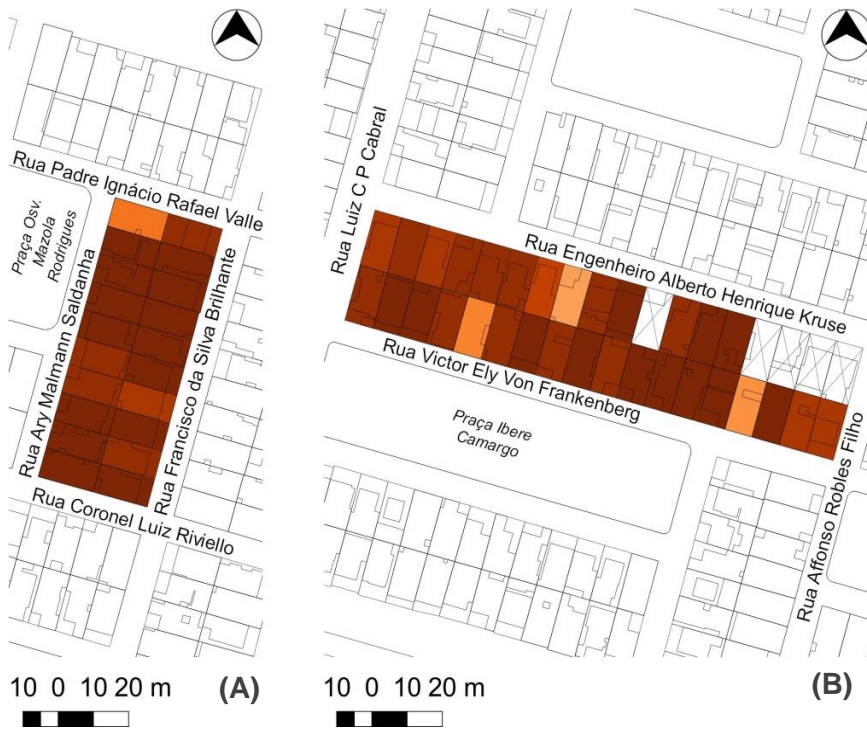 Rua Padre Ignácio Rafael Valle
Praça Osv.
Mazola
Rodrigues
Rua Ary Malmann Saldanha
Rua Francisco da Silva Brilhante
Rua Coronel Luiz Riviello
10 0 10 20 m
(A)
Rua Luiz C P Cabral
Rua Engenheiro Alberto Henrique Kruse
Rua Victor Ely Von Frankenberg
Praça Ibere
Camargo
Rua Affonso Robles Filho
10 0 10 20 m
(B)